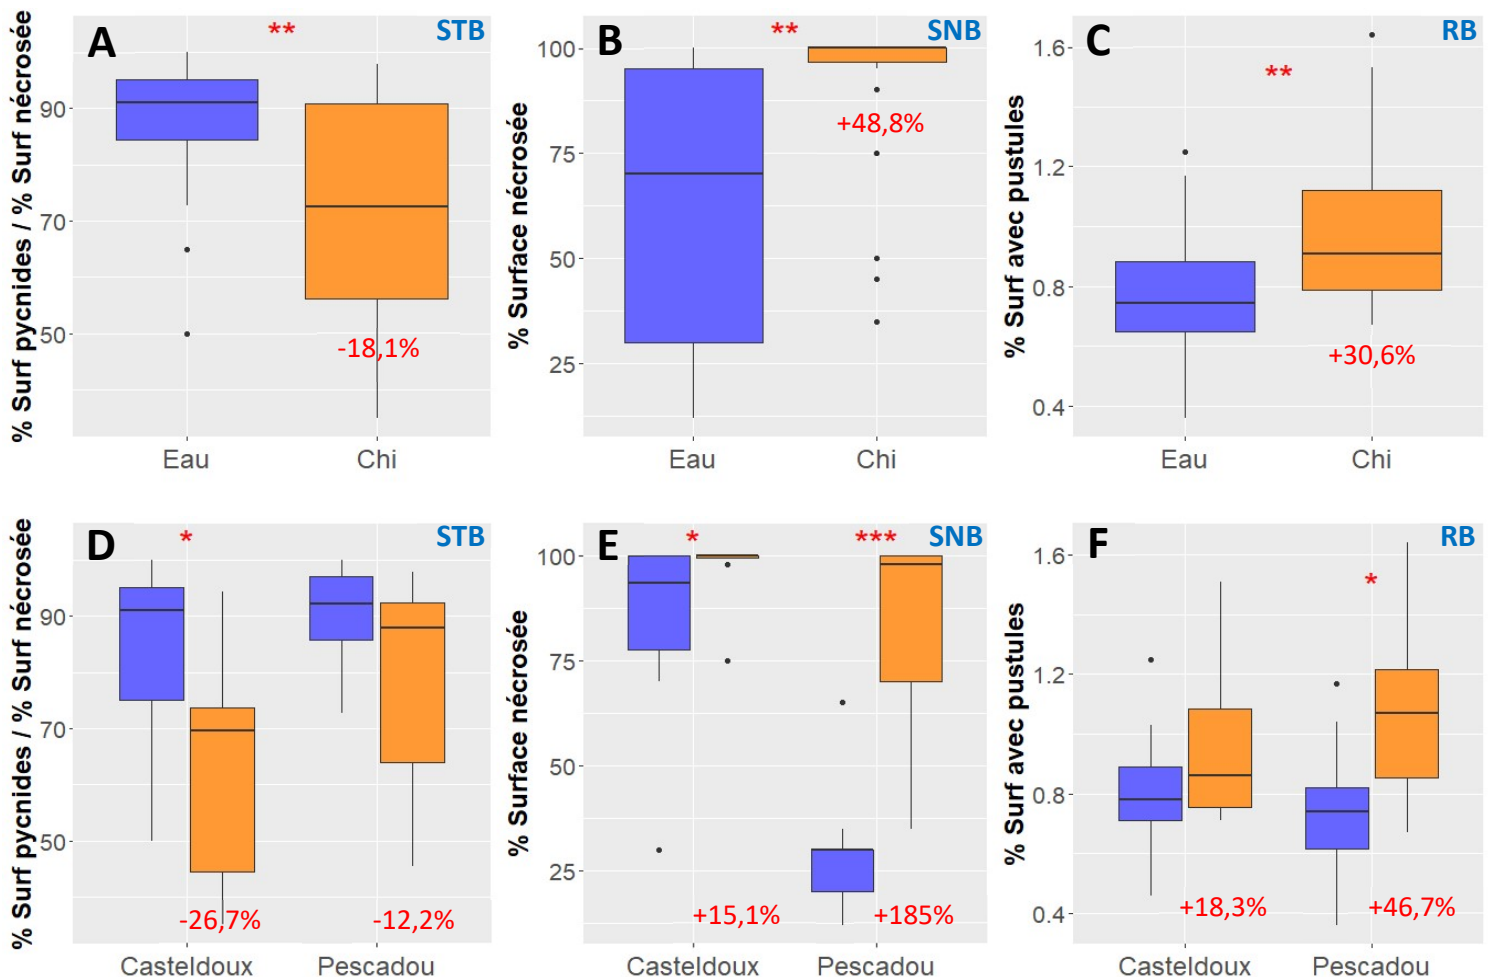 A
**
STB
% Surf pycnides / % Surf nécrosée
90
70
50
-18,1%
Eau
Chi
B
**
SNB
% Surface nécrosée
100
75
50
25
+48,8%
Eau
Chi
C
**
RB
% Surf avec pustules
1.6
1.2
0.8
0.4
+30,6%
Eau
Chi
D
*
STB
% Surf pycnides / % Surf nécrosée
90
70
50
-26,7%
-12,2%
Casteldoux
Pescadou
E
*
***
SNB
% Surface nécrosée
100
75
50
25
+15,1%
+185%
Casteldoux
Pescadou
F
*
RB
% Surf avec pustules
1.6
1.2
0.8
0.4
+18,3%
+46,7%
Casteldoux
Pescadou